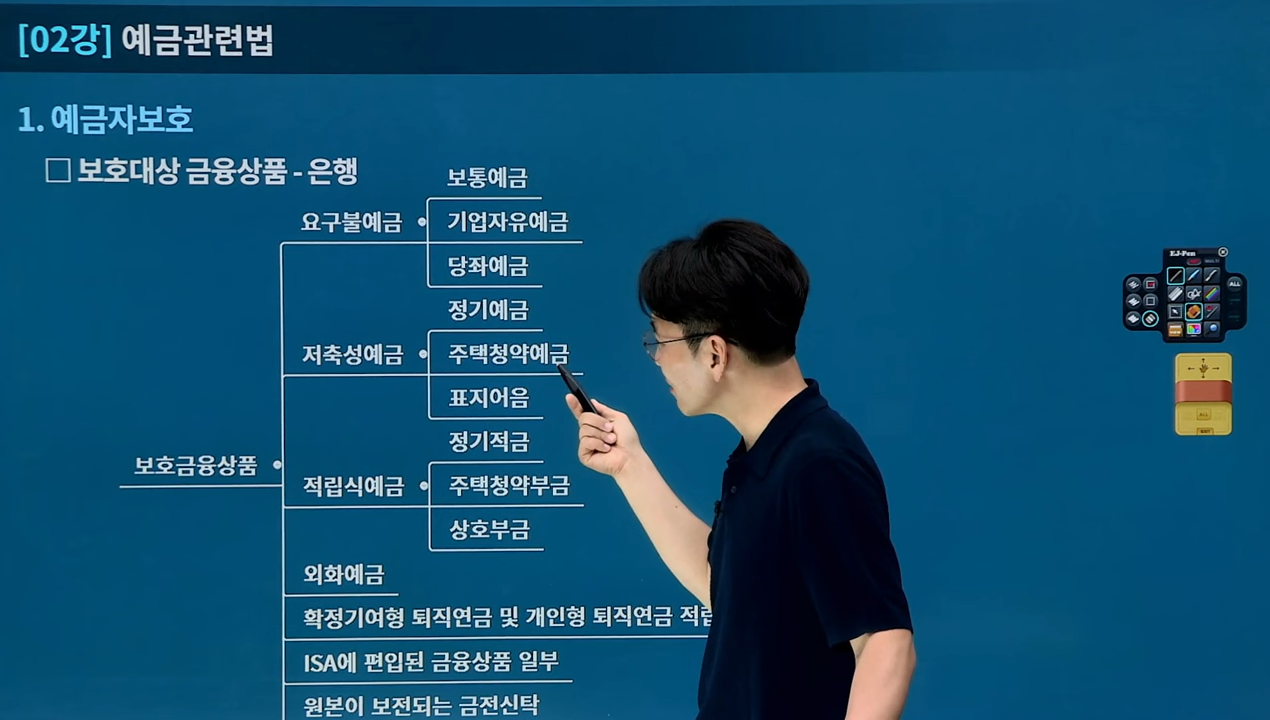 [02강] 예금관련법
1. 예금자보호
□ 보호대상 금융상품 - 은행
보통예금
요구불예금
기업자유예금
당좌예금
정기예금
저축성예금
주택청약예금
표지어음
정기적금
보호금융상품
적립식예금
주택청약부금
상호부금
외화예금
확정기여형 퇴직연금 및 개인형 퇴직연금
ISA에 편입된 금융상품 일부
원본이 보전되는 금전신탁
EJ-Pen
ALL
ALL
EXIT